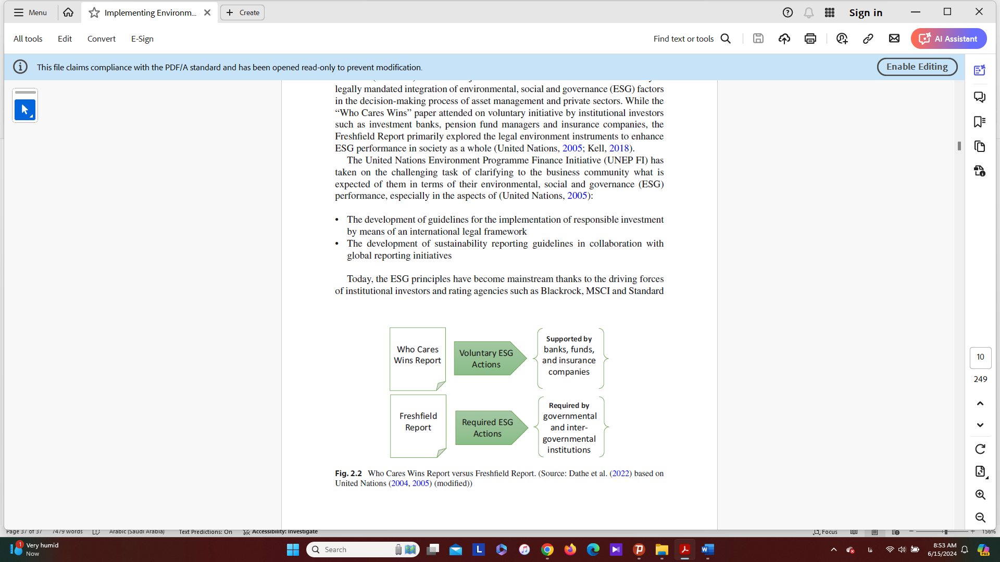 Menu
Implementing Environm...
Create
Sign in
All tools
Edit
Convert
E-Sign
Find text or tools
AI Assistant
This file claims compliance with the PDF/A standard and has been opened read-only to prevent modification.
Enable Editing
legally mandated integration of environmental, social and governance (ESG) factors
in the decision-making process of asset management and private sectors. While the
“Who Cares Wins” paper attended on voluntary initiative by institutional investors
such as investment banks, pension fund managers and insurance companies, the
Freshfield Report primarily explored the legal environment instruments to enhance
ESG performance in society as a whole (United Nations, 2005; Kell, 2018).
The United Nations Environment Programme Finance Initiative (UNEP FI) has
taken on the challenging task of clarifying to the business community what is
expected of them in terms of their environmental, social and governance (ESG)
performance, especially in the aspects of (United Nations, 2005):
• The development of guidelines for the implementation of responsible investment
by means of an international legal framework
• The development of sustainability reporting guidelines in collaboration with
global reporting initiatives
Today, the ESG principles have become mainstream thanks to the driving forces
of institutional investors and rating agencies such as Blackrock, MSCI and Standard
Who Cares
Wins Report
Voluntary ESG
Actions
Supported by
banks, funds,
and insurance
companies
Freshfield
Report
Required ESG
Actions
Required by
governmental
and inter-
governmental
institutions
Fig. 2.2 Who Cares Wins Report versus Freshfield Report. (Source: Dathe et al. (2022) based on
United Nations (2004, 2005) (modified))
10
249
Page 37 of 37
7479 words
Arabic (Saudi Arabia)
Text Predictions: On
Accessibility: Investigate
Focus
156%
1
Very humid
Now
Search
L
فا
8:53 AM
6/15/2024
PRE